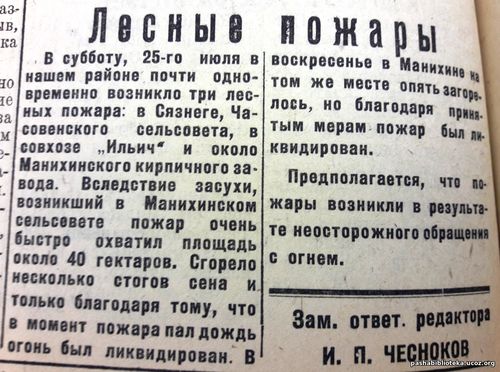 Лесные пожары
В субботу, 25-го июля в
нашем районе почти одно-
временно возникло три лес-
ных пожара: в Сязнеге, Ча-
совенского сельсовета, в
совхозе „Ильич" и около
Манихинского кирпичного за-
вода. Вследствие засухи,
возникший в Манихинском
сельсовете пожар очень
быстро охватил площадь
около 40 гектаров. Сгорело
несколько стогов сена и
только благодаря тому, что
в момент пожара пал дождь
огонь был ликвидирован. В
воскресенье в Манихине на
том же месте опять загоре-
лось, но благодаря приня-
тым мерам пожар был ли-
квидирован.
Предполагается, что по-
жары возникли в результа-
те неосторожного обращения
с огнем.
Зам. ответ. редактора
И. П. ЧЕСНОКОВ
pashabiblioteka.ucoz.org